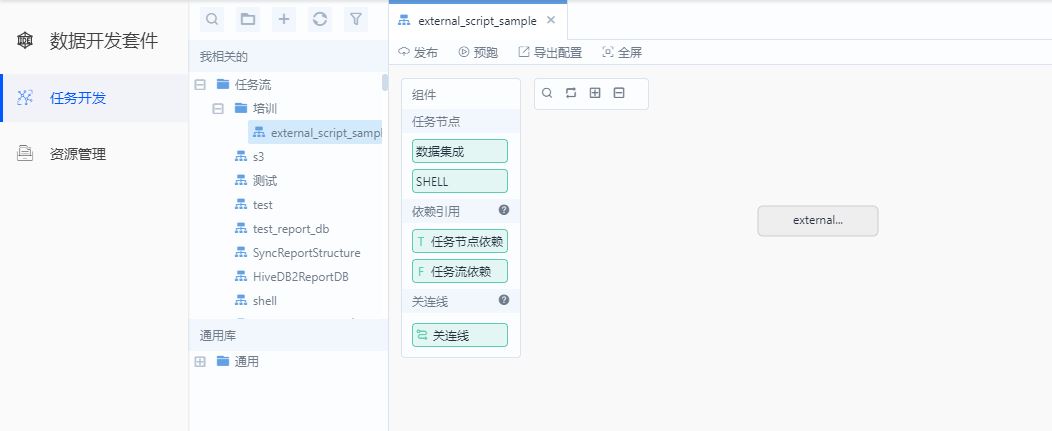 数据开发套件
任务开发
资源管理
我相关的
任务流
培训
external_script_sampl
s3
测试
test
test_report_db
SyncReportStructure
HiveDB2ReportDB
shell
通用库
通用
external_script_sample
发布
预跑
导出配置
全屏
组件
任务节点
数据集成
SHELL
依赖引用
T 任务节点依赖
F 任务流依赖
关连线
关连线
external...